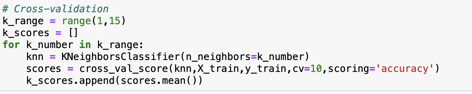 # Cross-validation
k_range = range(1,15)
k_scores = []
for k_number in k_range:
    knn = KNeighborsClassifier(n_neighbors=k_number)
    scores = cross_val_score(knn,X_train,y_train,cv=10,scoring='accuracy')
    k_scores.append(scores.mean())